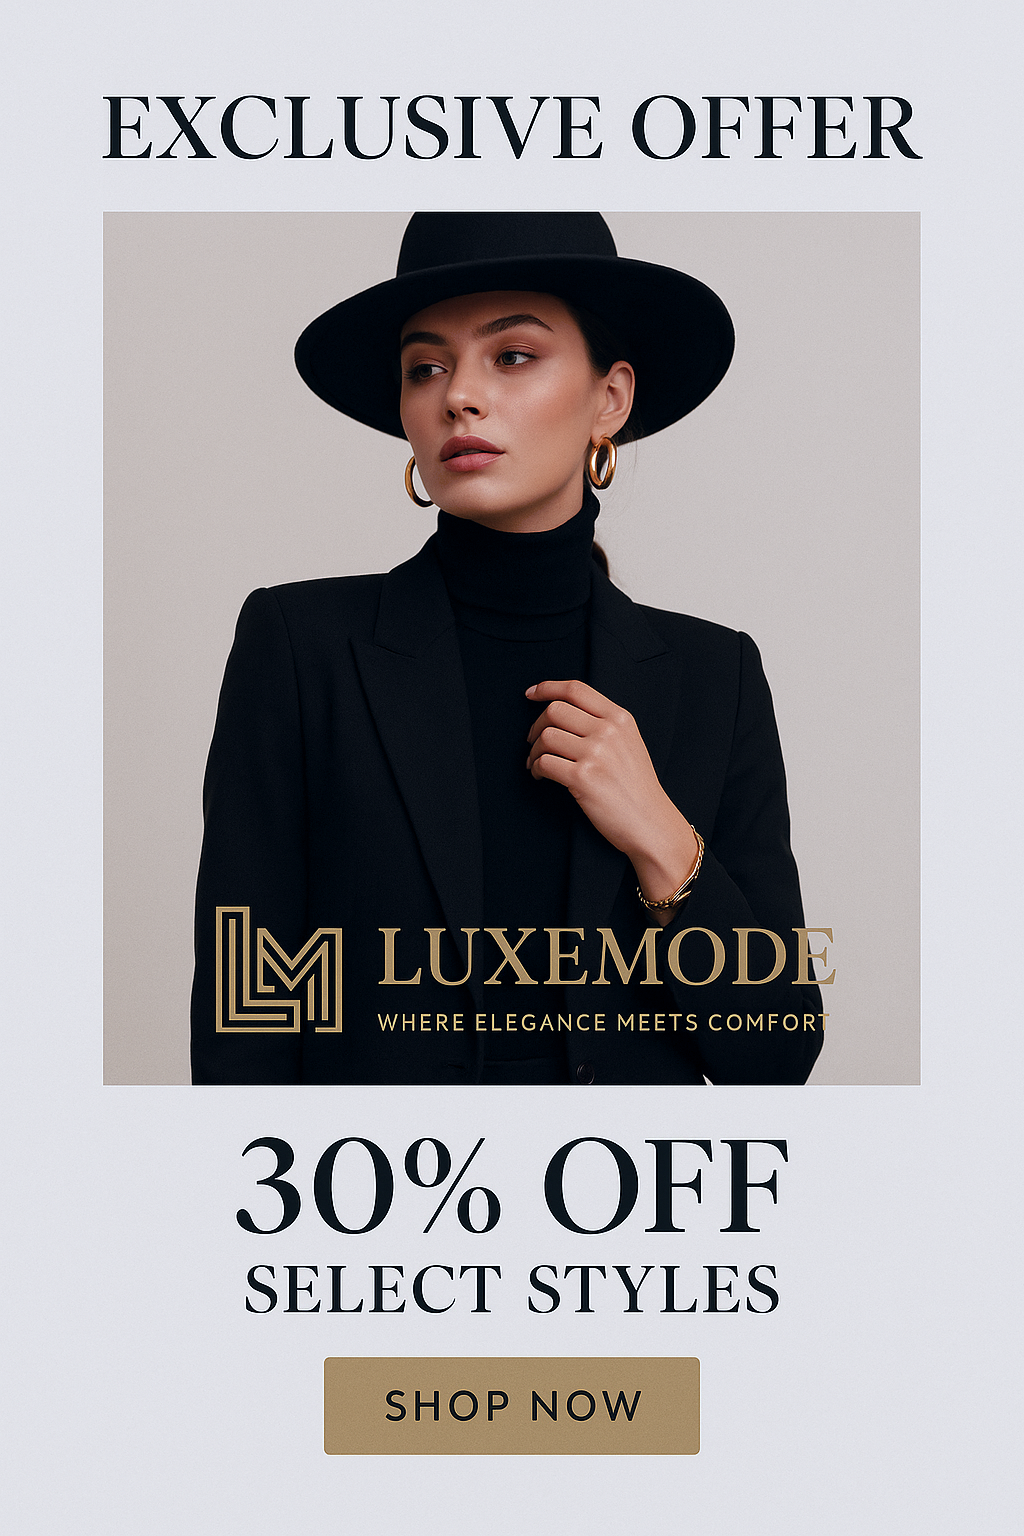 EXCLUSIVE OFFER
LM
LUXEMODE
WHERE ELEGANCE MEETS COMFORT
30% OFF
SELECT STYLES
SHOP NOW